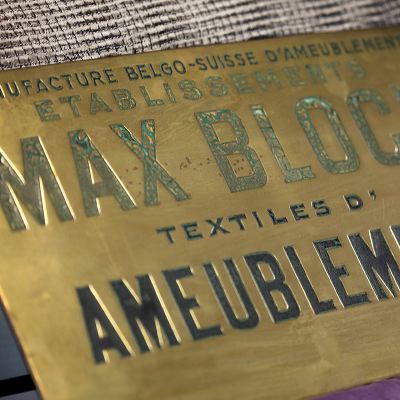 NUFACTURE BELGO-SUISSE D'AMEUBLEMENT
ETABLISSEMENTS
MAX BLOC
TEXTILES D'
AMEUBLEM